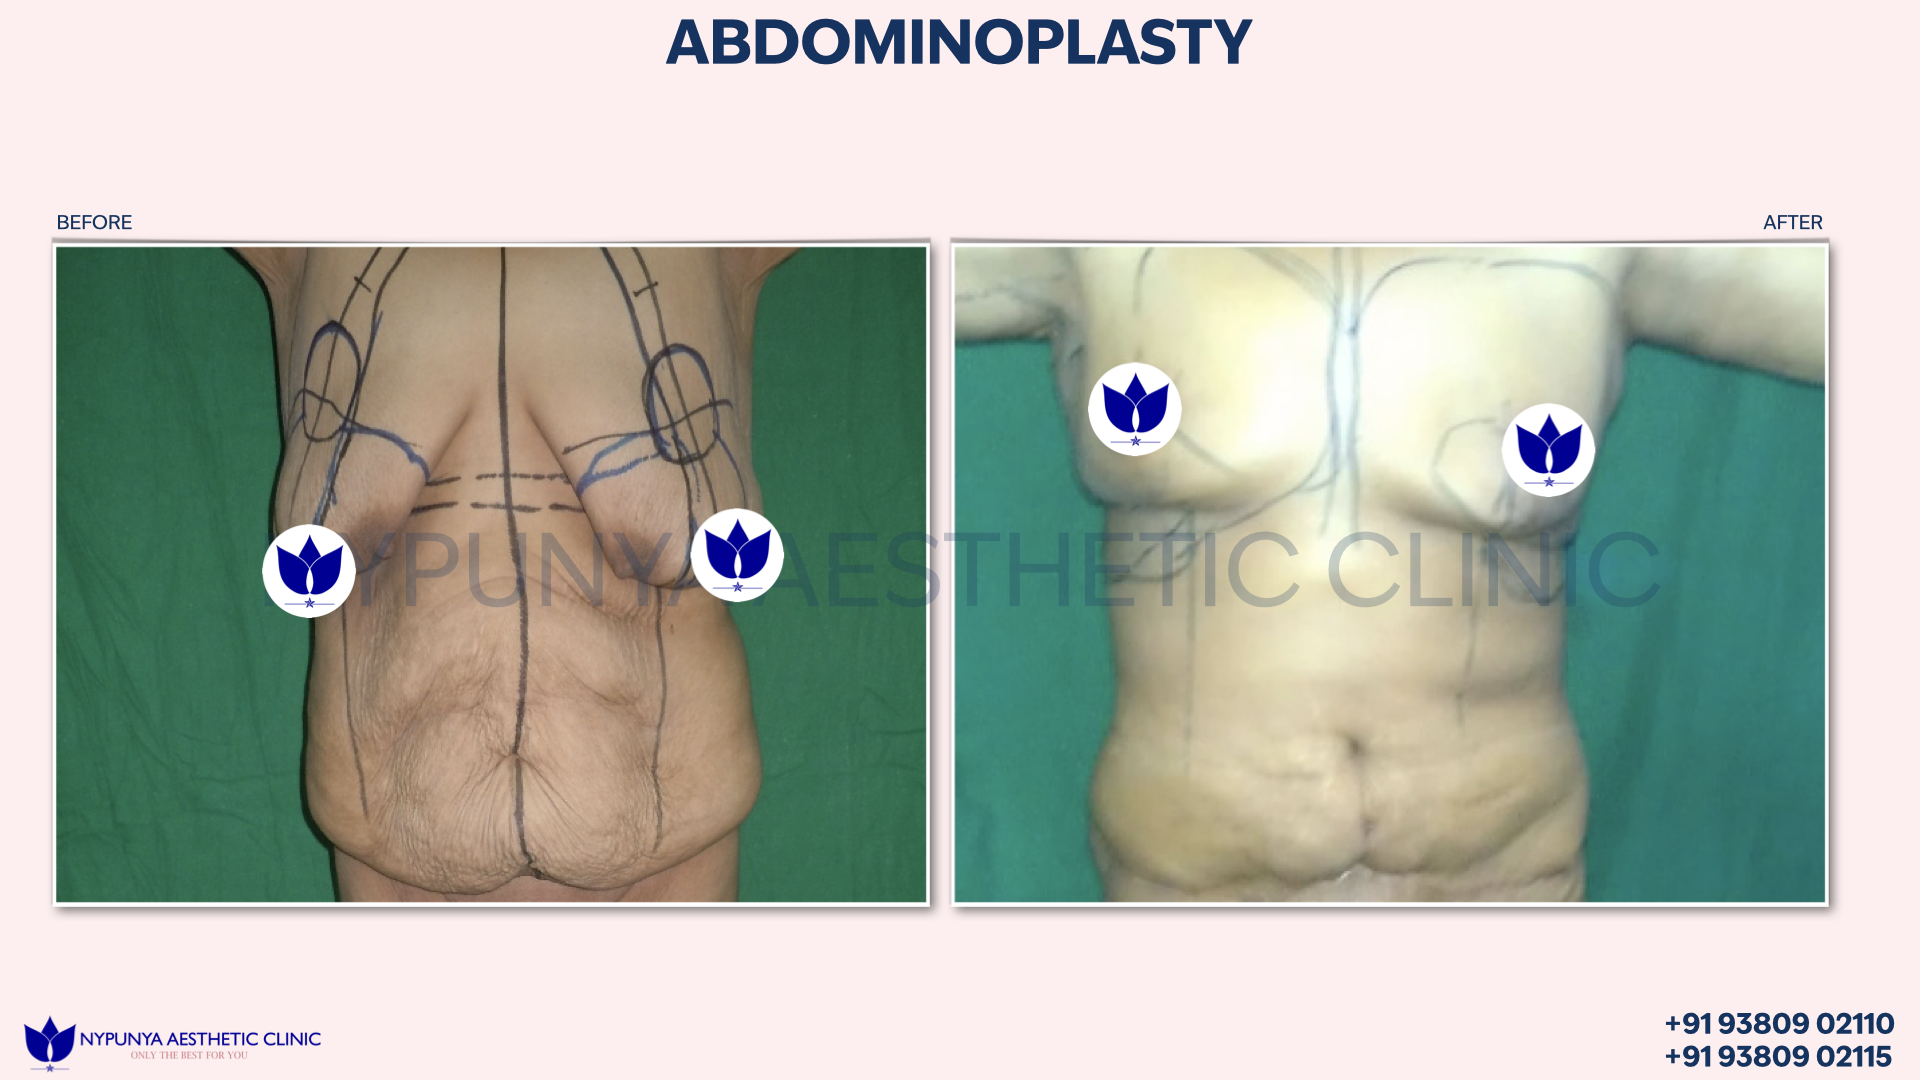 ABDOMINOPLASTY
BEFORE
AFTER
NYPUNYA AESTHETIC CLINIC
NYPUNYA AESTHETIC CLINIC
ONLY THE BEST FOR YOU
+91 93809 02110
+91 93809 02115